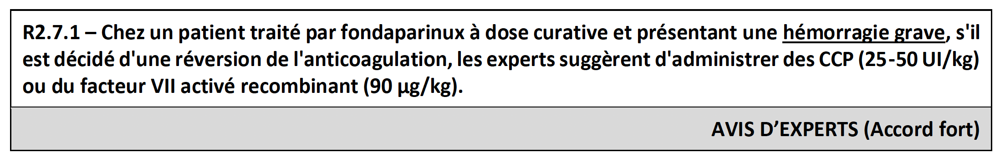 R2.7.1 – Chez un patient traité par fondaparinux à dose curative et présentant une hémorragie grave, s'il
est décidé d'une réversion de l'anticoagulation, les experts suggèrent d'administrer des CCP (25-50 UI/kg)
ou du facteur VII activé recombinant (90 µg/kg).
AVIS D’EXPERTS (Accord fort)